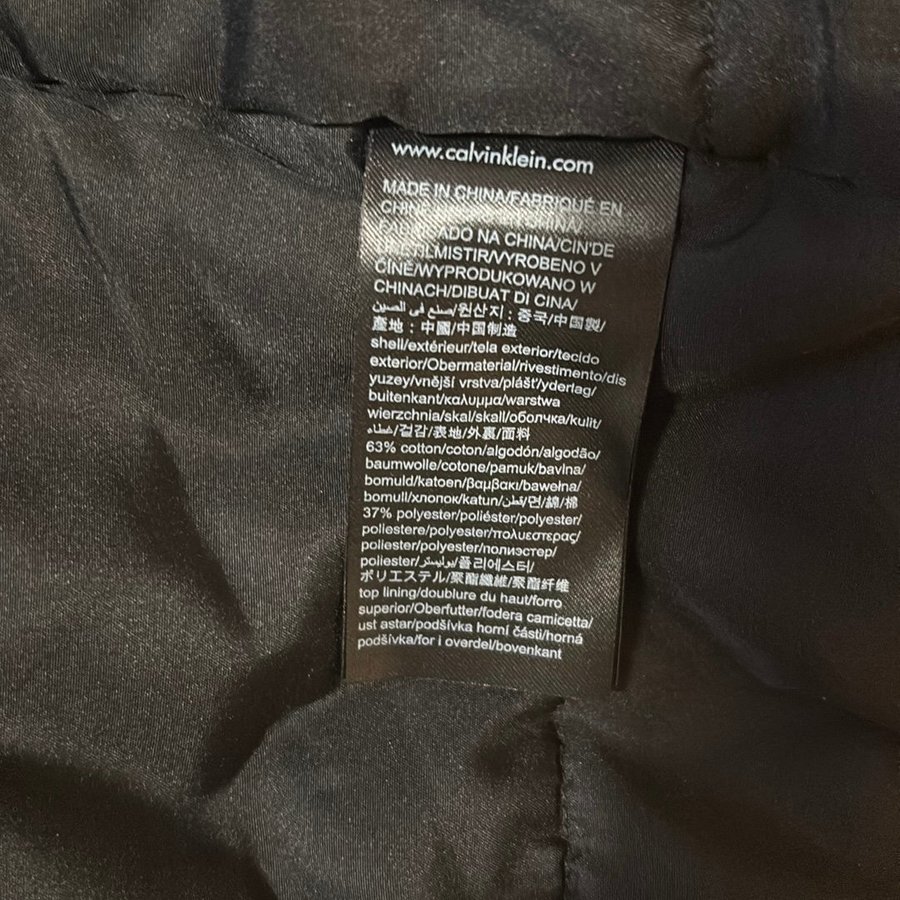 www.calvinklein.com
MADE IN CHINA/FABRIQUÉ EN
CHINA/
NA CHINA/CIN'DE
VYROBENO V
ČÍNĚ/WYPRODUKOWANO W
CHINACH/DIBUAT DI CINA/
صنع في الصين/원산지 : 중국/中国製/
產地 : 中國/中国制造
shell/extérieur/tela exterior/tecido
exterior/Obermaterial/rivestimento/dis
yuzey/vnější vrstva/plášť/yderlag/
buitenkant/καλυμμα/warstwa
wierzchnia/skal/skall/оболчка/kulit/
غطاء/겉감/表地/外裏/面料
63% cotton/coton/algodón/algodão/
baumwolle/cotone/pamuk/bavlna/
bomuld/katoen/βαμβακι/bawełna/
bomull/хлопок/katun/قطن/면/綿/棉
37% polyester/poliéster/polyester/
poliestere/polyester/πολυεστερας/
poliester/polyester/полиэстер/
poliester/بوليستر/폴리에스터/
ポリエステル/聚酯纖維/聚酯纤维
top lining/doublure du haut/forro
superior/Oberfutter/fodera camicetta/
ust astar/podšívka horní části/horná
podšívka/for i overdel/bovenkant